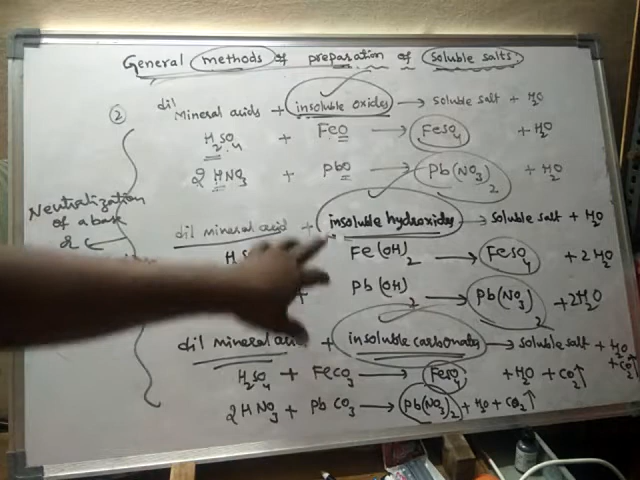 General methods of preparation of soluble salts
②
dil Mineral acids + insoluble oxides → soluble salt + H₂O
H₂SO₄ + FeO → FeSO₄ + H₂O
2HNO₃ + PbO → Pb(NO₃)₂ + H₂O
Neutralization
of a base
dil mineral acid + insoluble hydroxides → soluble salt + H₂O
Fe(OH)₂ → FeSO₄ + 2H₂O
+ Pb(OH)₂ → Pb(NO₃)₂ + 2H₂O
dil mineral acid + insoluble carbonates → soluble salt + H₂O + CO₂↑
H₂SO₄ + FeCO₃ → FeSO₄ + H₂O + CO₂↑
2HNO₃ + PbCO₃ → Pb(NO₃)₂ + H₂O + CO₂↑